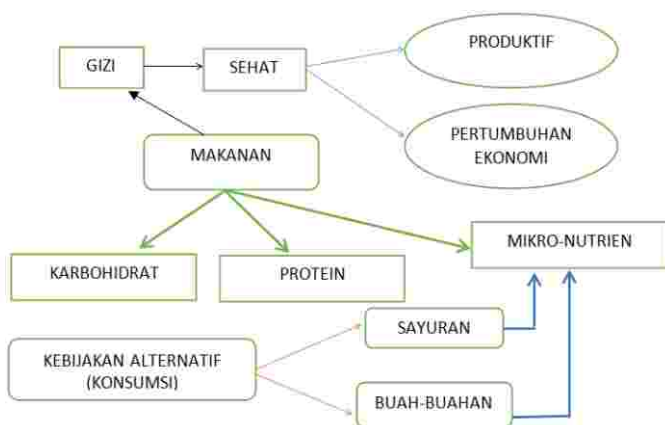 PRODUKTIF
GIZI
SEHAT
PERTUMBUHAN
EKONOMI
MAKANAN
MIKRO-NUTRIEN
KARBOHIDRAT
PROTEIN
SAYURAN
KEBIJAKAN ALTERNATIF
(KONSUMSI)
BUAH-BUAHAN